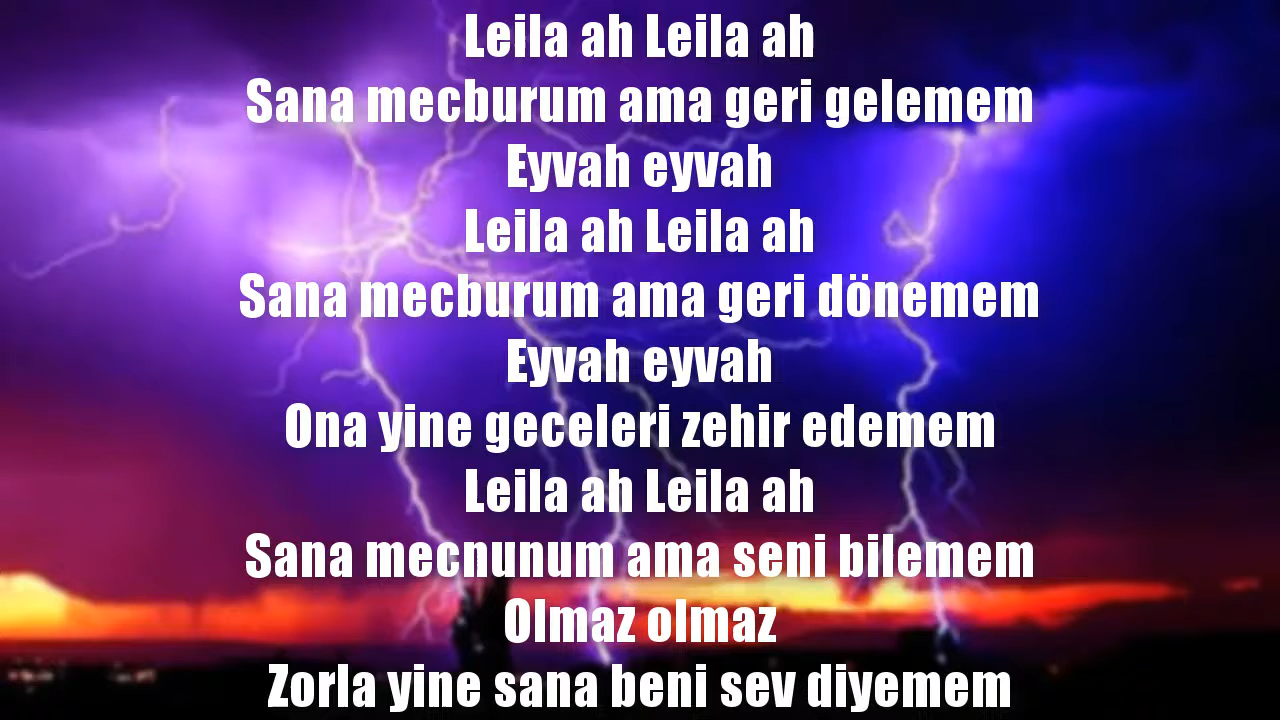 Leila ah Leila ah
Sana mecburum ama geri gelemem
Eyvah eyvah
Leila ah Leila ah
Sana mecburum ama geri dönemem
Eyvah eyvah
Ona yine geceleri zehir edemem
Leila ah Leila ah
Sana mecnunum ama seni bilemem
Olmaz olmaz
Zorla yine sana beni sev diyemem